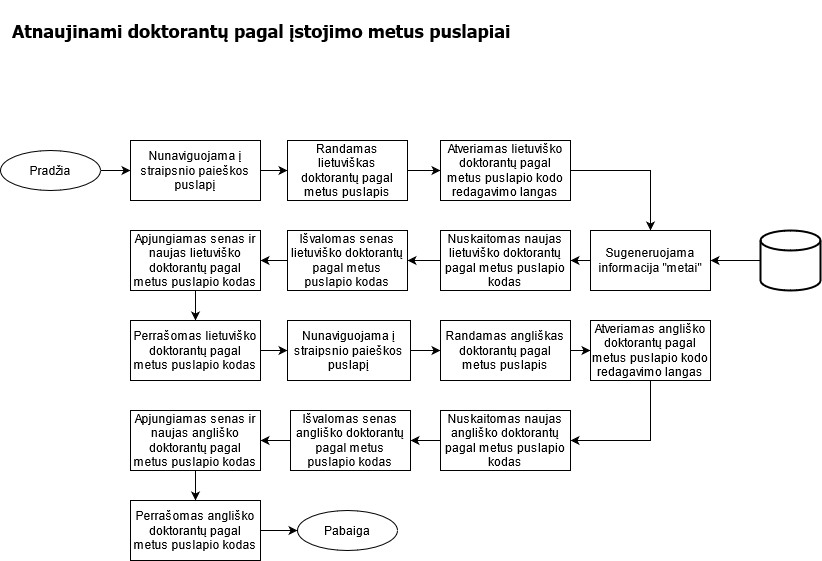 Atnaujinami doktorantų pagal įstojimo metus puslapiai
Pradžia
Nunaviguojama į
straipsnio paieškos
puslapį
Randamas
lietuviškas
doktorantų pagal
metus puslapis
Atveriamas lietuviško
doktorantų pagal
metus puslapio kodo
redagavimo langas
Sugeneruojama
informacija "metai"
Nuskaitomas naujas
lietuviško doktorantų
pagal metus puslapio
kodas
Išvalomas senas
lietuviško doktorantų
pagal metus
puslapio kodas
Apjungiamas senas ir
naujas lietuviško
doktorantų pagal
metus puslapio kodas
Perrašomas lietuviško
doktorantų pagal
metus puslapio kodas
Nunaviguojama į
straipsnio paieškos
puslapį
Randamas angliškas
doktorantų pagal
metus puslapis
Atveriamas angliško
doktorantų pagal
metus puslapio kodo
redagavimo langas
Nuskaitomas naujas
angliško doktorantų
pagal metus puslapio
kodas
Išvalomas senas
angliško doktorantų
pagal metus
puslapio kodas
Apjungiamas senas ir
naujas angliško
doktorantų pagal
metus puslapio kodas
Perrašomas angliško
doktorantų pagal
metus puslapio kodas
Pabaiga